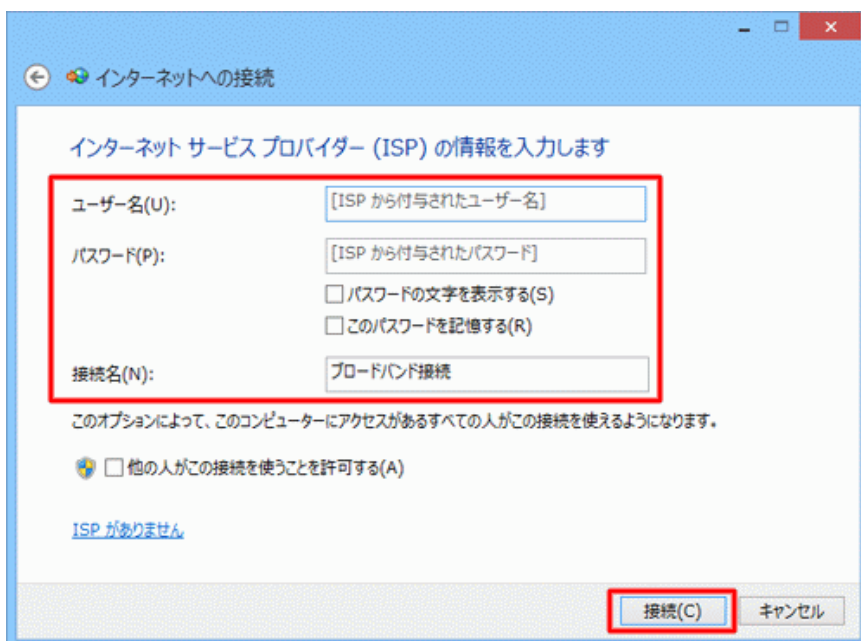 インターネットへの接続
インターネット サービス プロバイダー (ISP) の情報を入力します
ユーザー名(U): [ISP から付与されたユーザー名]
パスワード(P): [ISP から付与されたパスワード]
パスワードの文字を表示する(S)
このパスワードを記憶する(R)
接続名(N): ブロードバンド接続
このオプションによって、このコンピューターにアクセスがあるすべての人がこの接続を使えるようになります。
他の人がこの接続を使うことを許可する(A)
ISP がありません
接続(C) キャンセル